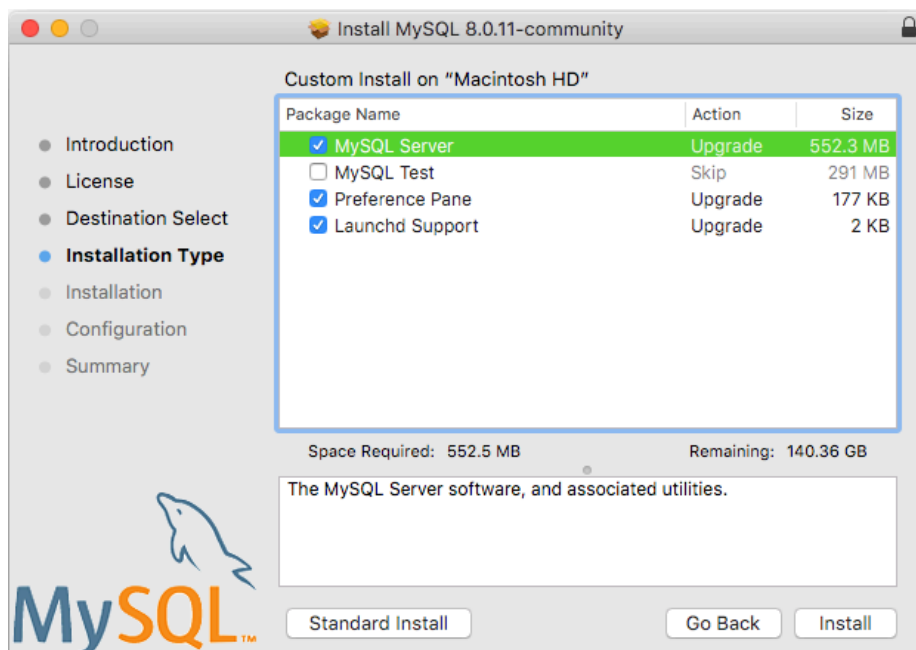 Install MySQL 8.0.11-community
Custom Install on “Macintosh HD”
Package Name Action Size
MySQL Server Upgrade 552.3 MB
MySQL Test Skip 291 MB
Preference Pane Upgrade 177 KB
Launchd Support Upgrade 2 KB
Introduction
License
Destination Select
Installation Type
Installation
Configuration
Summary
Space Required: 552.5 MB Remaining: 140.36 GB
The MySQL Server software, and associated utilities.
MySQL™
Standard Install Go Back Install